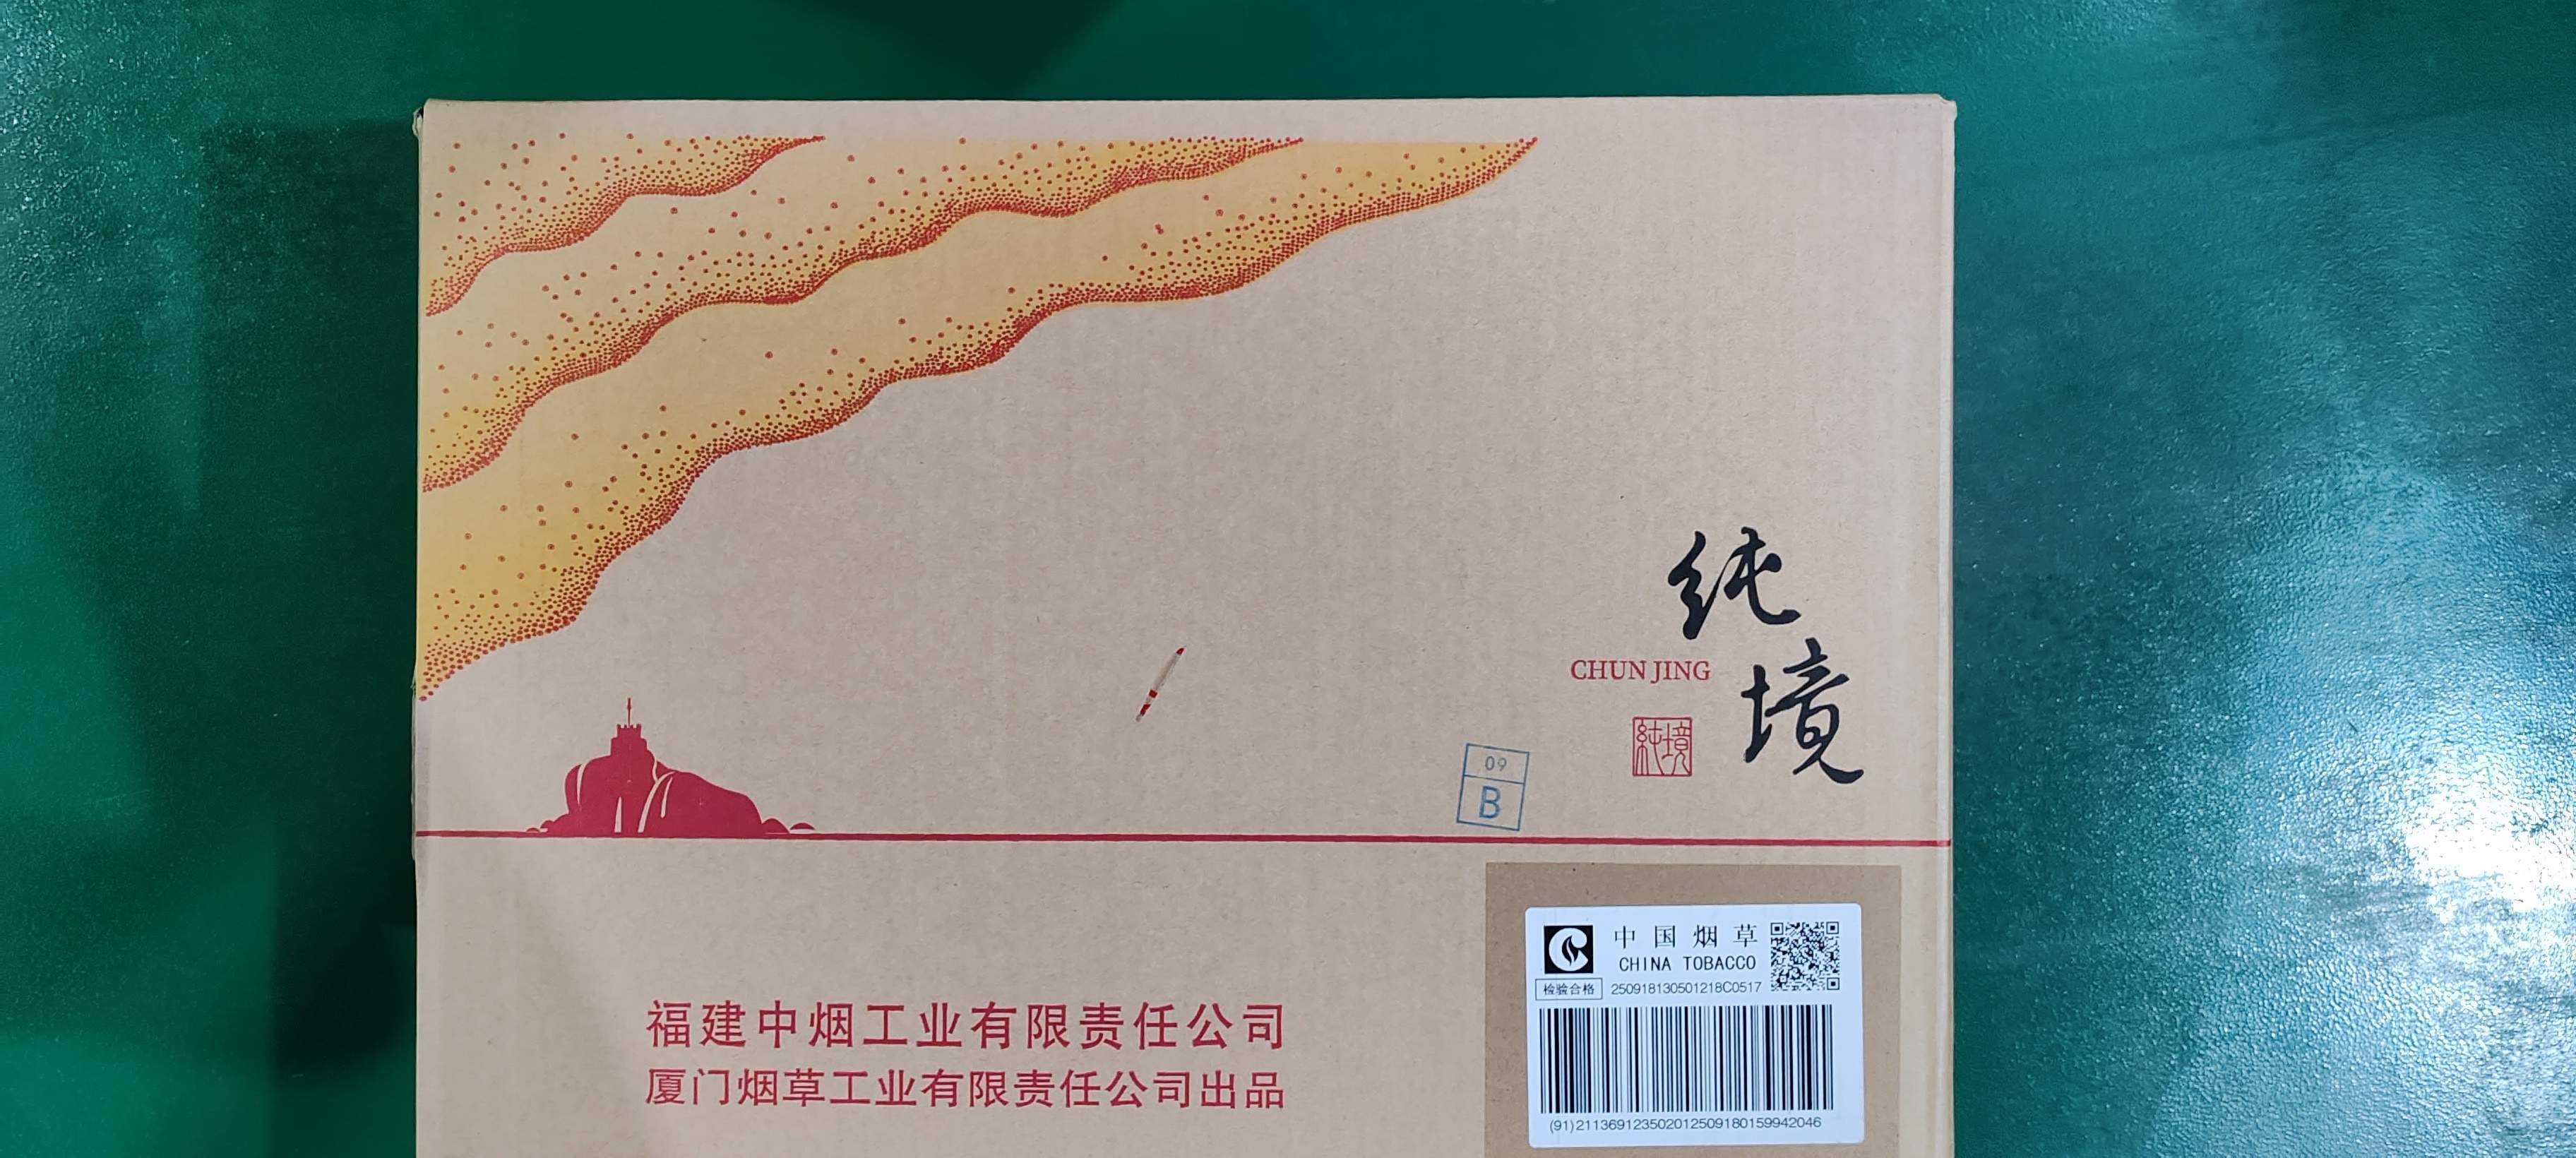 纯境
CHUN JING
純境
09
B
中国烟草
CHINA TOBACCO
检验合格 250918130501218C0517
(91)21136912350201250918015994​2046
福建中烟工业有限责任公司
厦门烟草工业有限责任公司出品